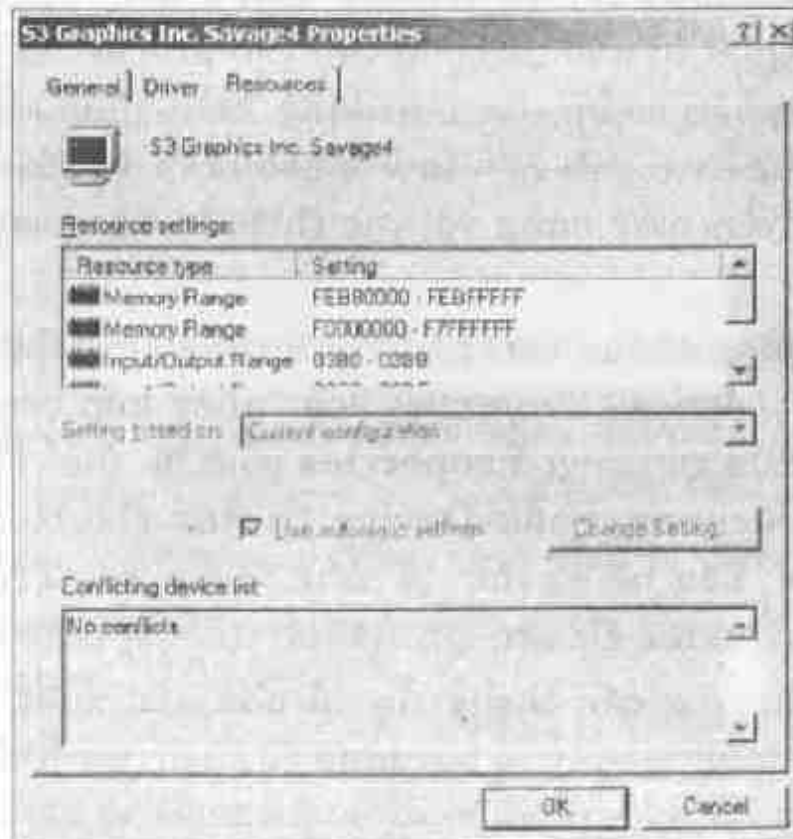 S3 Graphics Inc. Savage4 Properties
General Driver Resources
S3 Graphics Inc. Savage4
Resource settings:
Resource type Setting
Memory Range FEB80000 - FEBFFFFF
Memory Range F0000000 - F7FFFFFF
Input/Output Range 03B0 - 03BB
Setting based on: Current configuration
Use automatic settings Change Setting...
Conflicting device list:
No conflicts.
OK Cancel